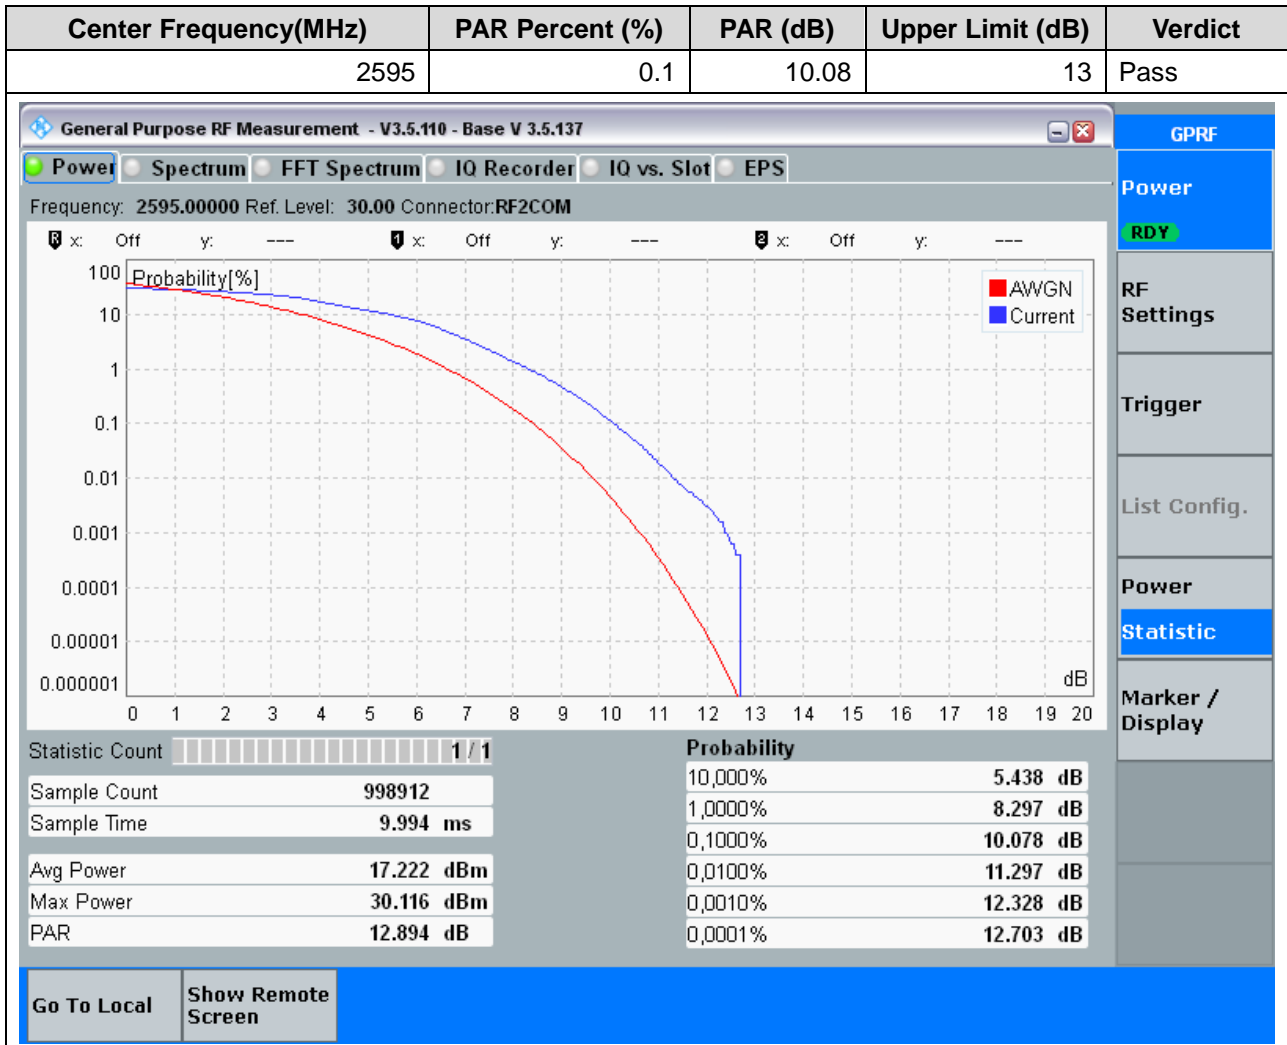 Center Frequency(MHz) PAR Percent (%) PAR (dB) Upper Limit (dB) Verdict
2595 0.1 10.08 13 Pass
General Purpose RF Measurement - V3.5.110 - Base V 3.5.137
GPRF
Power Spectrum FFT Spectrum IQ Recorder IQ vs. Slot EPS
Power
RDY
Frequency: 2595.00000 Ref. Level: 30.00 Connector:RF2COM
R x: Off y: --- 1 x: Off y: --- 2 x: Off y: ---
Probability[%]
AWGN
Current
100
10
1
0.1
0.01
0.001
0.0001
0.00001
0.000001
dB
0 1 2 3 4 5 6 7 8 9 10 11 12 13 14 15 16 17 18 19 20
RF
Settings
Trigger
List Config.
Power
Statistic
Marker /
Display
Statistic Count 1 / 1
Sample Count 998912
Sample Time 9.994 ms
Avg Power 17.222 dBm
Max Power 30.116 dBm
PAR 12.894 dB
Probability
10,000% 5.438 dB
1,0000% 8.297 dB
0,1000% 10.078 dB
0,0100% 11.297 dB
0,0010% 12.328 dB
0,0001% 12.703 dB
Go To Local
Show Remote
Screen